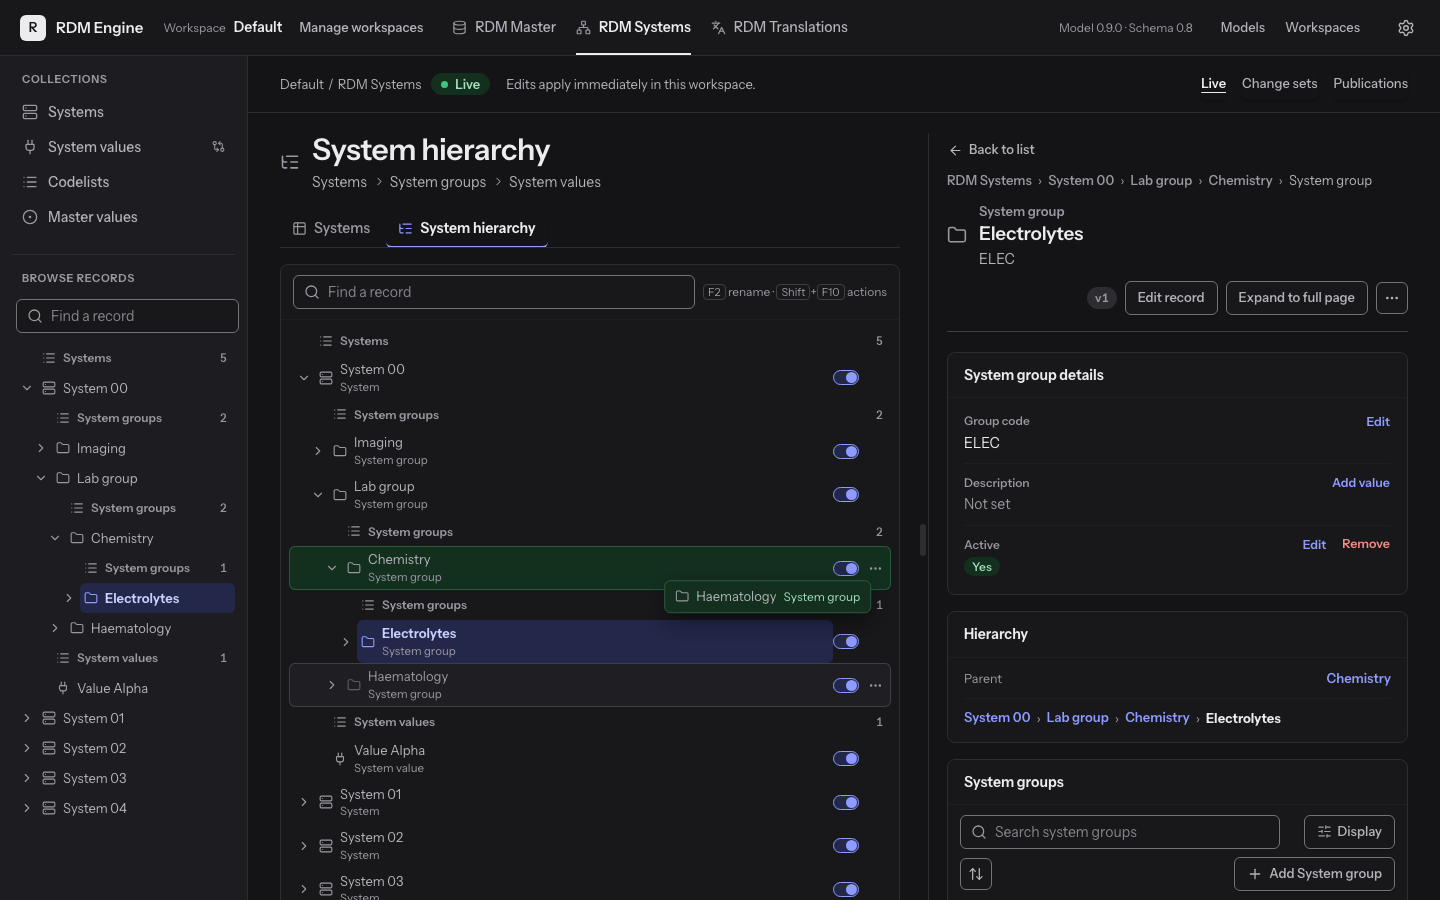 R RDM Engine Workspace Default Manage workspaces RDM Master RDM Systems RDM Translations Model 0.9.0 · Schema 0.8 Models Workspaces
COLLECTIONS
Systems
System values
Codelists
Master values
BROWSE RECORDS
Find a record
Systems 5
System 00
System groups 2
Imaging
Lab group
System groups 2
Chemistry
System groups 1
Electrolytes
Haematology
System values 1
Value Alpha
System 01
System 02
System 03
System 04
Default / RDM Systems Live Edits apply immediately in this workspace. Live Change sets Publications
System hierarchy
Systems › System groups › System values
Systems System hierarchy
Find a record F2 rename · Shift + F10 actions
Systems 5
System 00
System
System groups 2
Imaging
System group
Lab group
System group
System groups 2
Chemistry
System group
Haematology System group
System groups 1
Electrolytes
System group
Haematology
System group
System values 1
Value Alpha
System value
System 01
System
System 02
System
System 03
System
Back to list
RDM Systems › System 00 › Lab group › Chemistry › System group
System group
Electrolytes
ELEC
v1 Edit record Expand to full page
System group details
Group code Edit
ELEC
Description Add value
Not set
Active Edit Remove
Yes
Hierarchy
Parent Chemistry
System 00 › Lab group › Chemistry › Electrolytes
System groups
Search system groups Display
Add System group